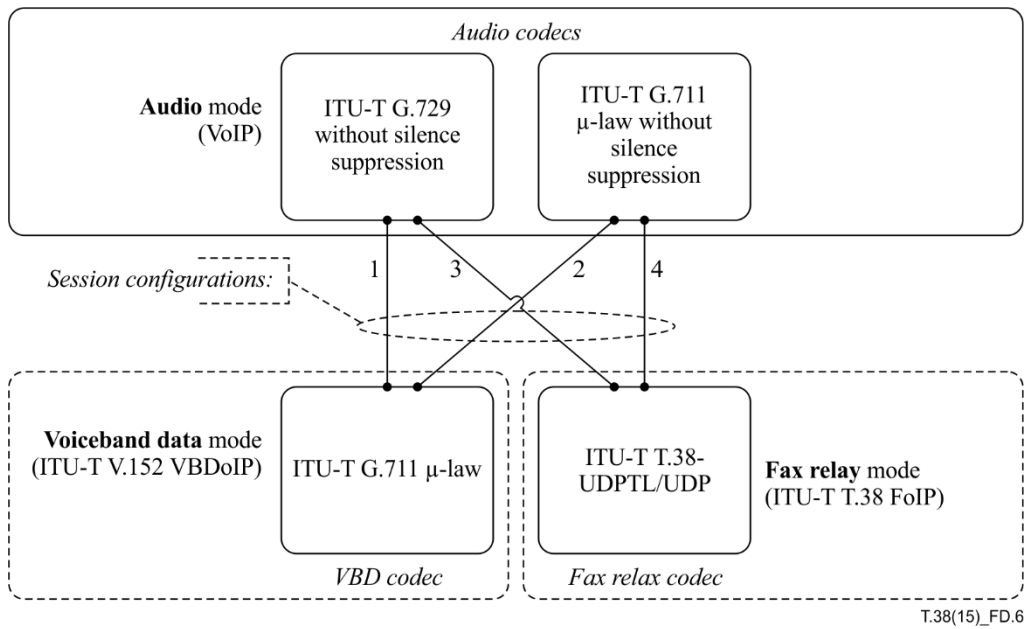 Audio codecs
Audio mode
(VoIP)
ITU-T G.729
without silence
suppression
ITU-T G.711
µ-law without
silence
suppression
Session configurations:
1
3
2
4
Voiceband data mode
(ITU-T V.152 VBDoIP)
ITU-T G.711 µ-law
VBD codec
ITU-T T.38-
UDPTL/UDP
Fax relax codec
Fax relay mode
(ITU-T T.38 FoIP)
T.38(15)_FD.6